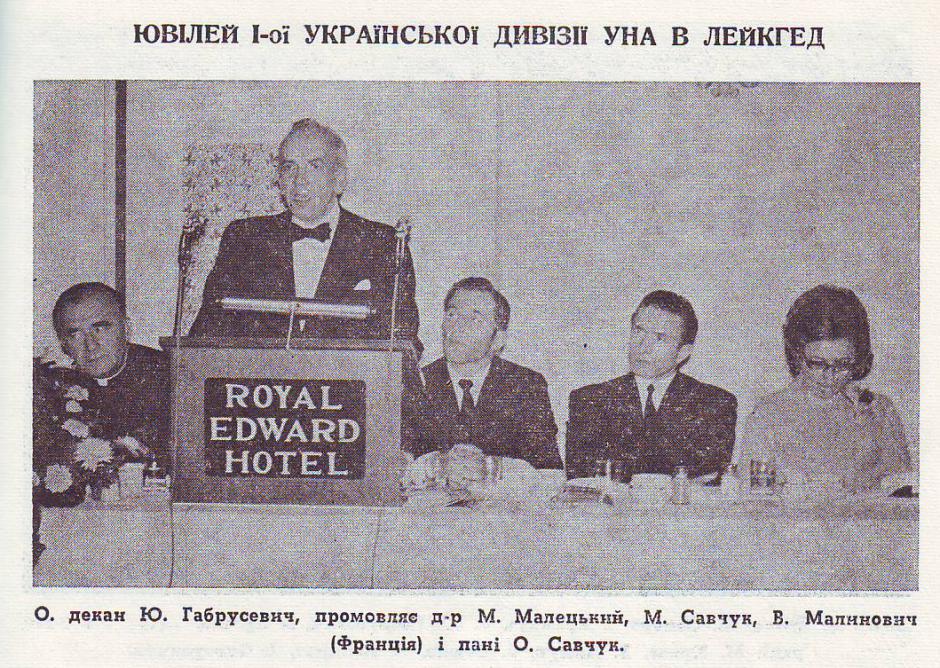 ЮВІЛЕЙ І-ої УКРАЇНСЬКОЇ ДИВІЗІЇ УНА В ЛЕЙКГЕД
ROYAL
EDWARD
HOTEL
О. декан Ю. Габрусевич, промовляє д-р М. Малецький, М. Савчук, В. Малинович
(Франція) і пані О. Савчук.